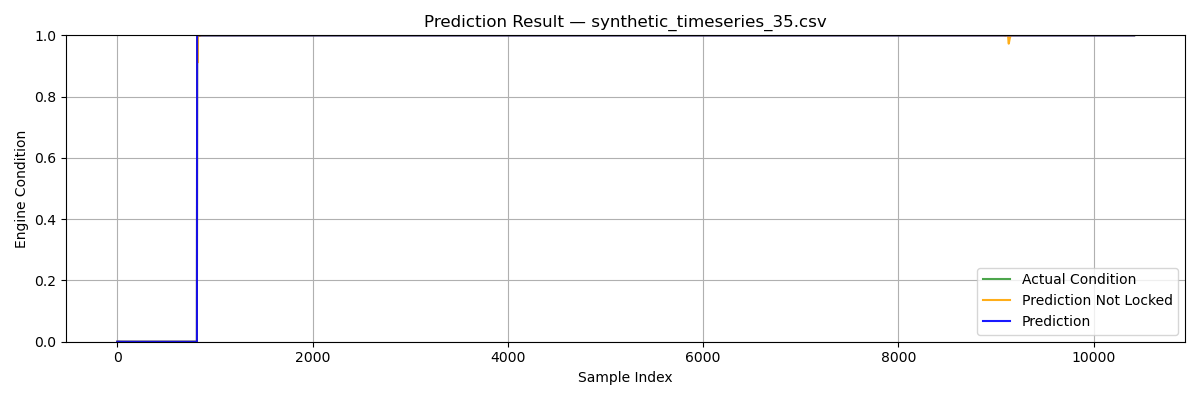 Prediction Result — synthetic_timeseries_35.csv
1.0
0.8
0.6
0.4
0.2
0.0
Engine Condition
Actual Condition
Prediction Not Locked
Prediction
0 2000 4000 6000 8000 10000
Sample Index